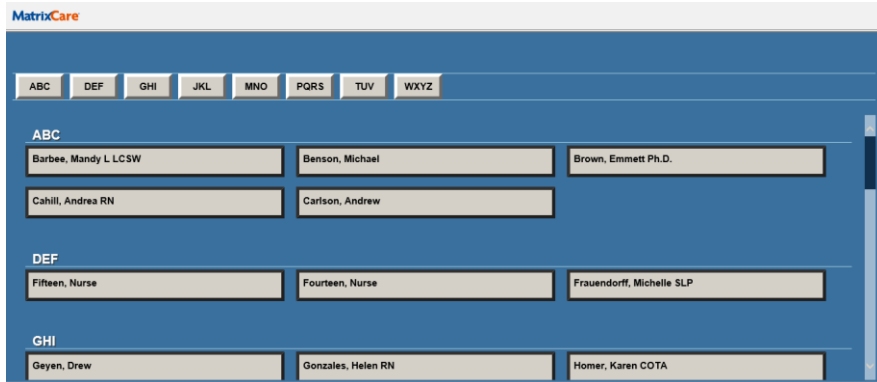 MatrixCare
ABC DEF GHI JKL MNO PQRS TUV WXYZ
ABC
Barbee, Mandy L LCSW Benson, Michael Brown, Emmett Ph.D.
Cahill, Andrea RN Carlson, Andrew
DEF
Fifteen, Nurse Fourteen, Nurse Frauendorff, Michelle SLP
GHI
Geyen, Drew Gonzales, Helen RN Homer, Karen COTA